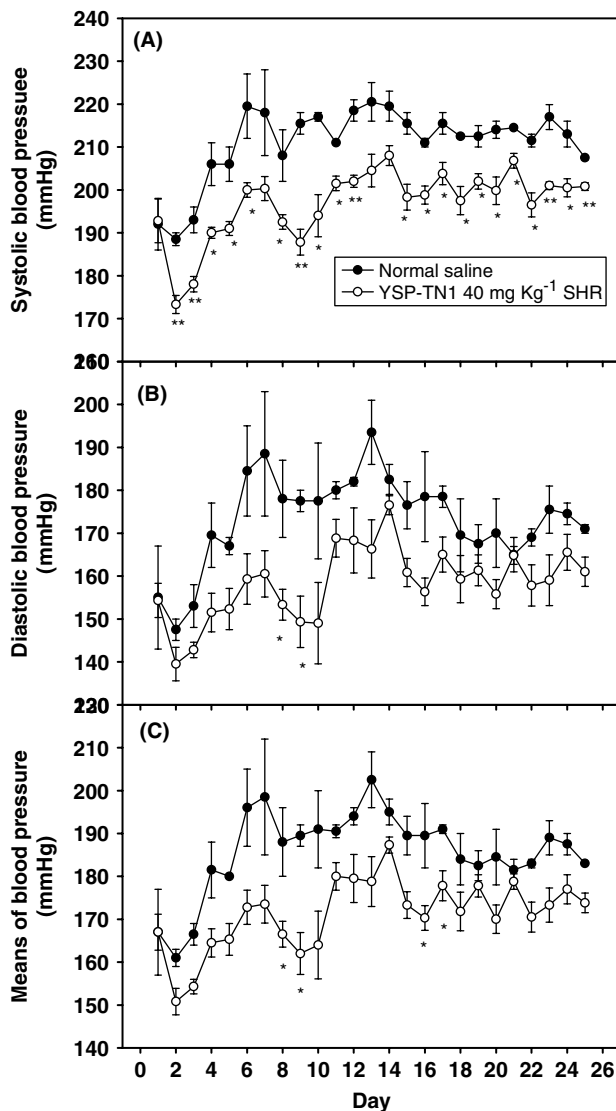 (A)
240
230
220
210
200
190
180
170
Systolic blood pressuee
(mmHg)
** ** * * * * ** * * ** * * * * * * * * ** * **
Normal saline
YSP-TN1 40 mg Kg⁻¹ SHR
(B)
200
190
180
170
160
150
140
Diastolic blood pressure
(mmHg)
* *
(C)
210
200
190
180
170
160
150
140
Means of blood pressure
(mmHg)
* * * *
0 2 4 6 8 10 12 14 16 18 20 22 24 26
Day